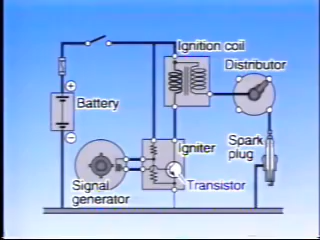 Ignition coil
Distributor
+
Battery
−
Igniter
Spark
plug
Signal
generator
Transistor